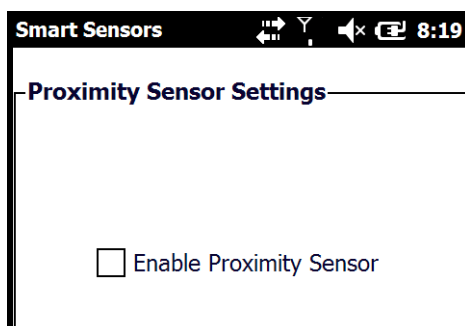 Smart Sensors 8:19
Proximity Sensor Settings
Enable Proximity Sensor